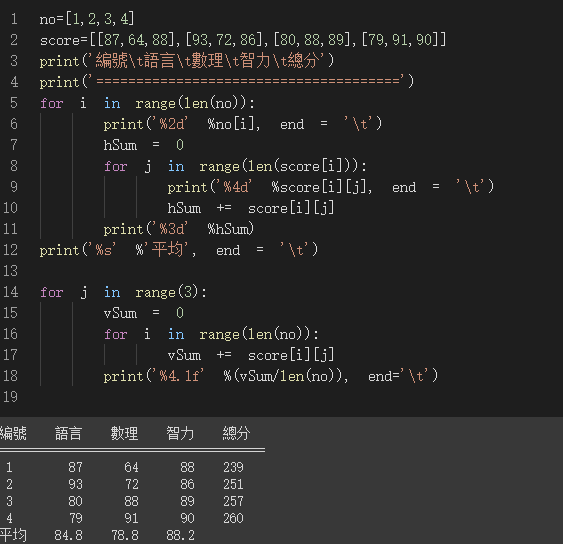 1 no=[1,2,3,4]
2 score=[[87,64,88],[93,72,86],[80,88,89],[79,91,90]]
3 print('編號\t語言\t數理\t智力\t總分')
4 print('======================================')
5 for i in range(len(no)):
6 print('%2d' %no[i], end = '\t')
7 hSum = 0
8 for j in range(len(score[i])):
9 print('%4d' %score[i][j], end = '\t')
10 hSum += score[i][j]
11 print('%3d' %hSum)
12 print('%s' %'平均', end = '\t')
13
14 for j in range(3):
15 vSum = 0
16 for i in range(len(no)):
17 vSum += score[i][j]
18 print('%4.1f' %(vSum/len(no)), end='\t')
19
編號 語言 數理 智力 總分
======================================
1 87 64 88 239
2 93 72 86 251
3 80 88 89 257
4 79 91 90 260
平均 84.8 78.8 88.2